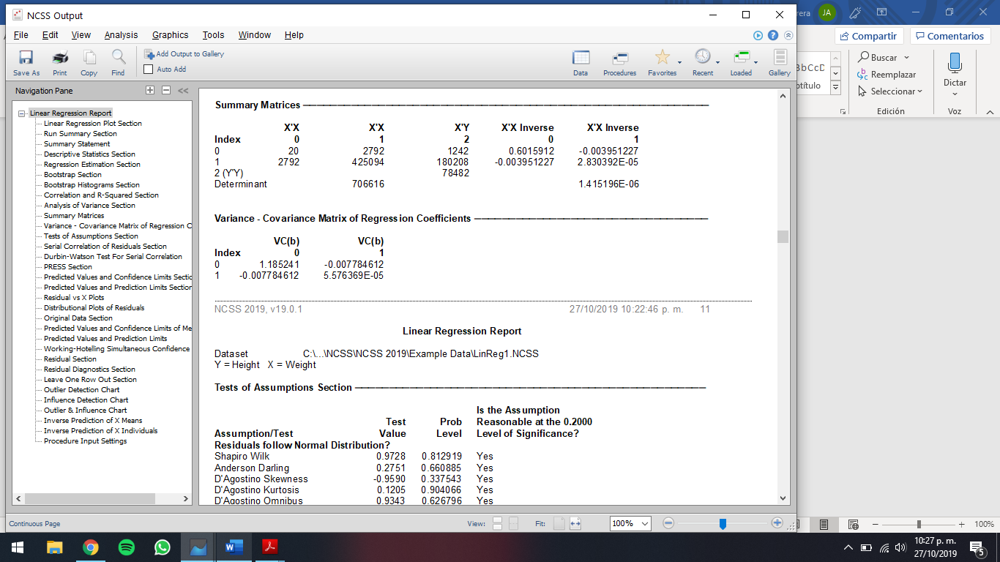 NCSS Output
rera JA
File Edit View Analysis Graphics Tools Window Help
Compartir Comentarios
Save As Print Copy Find
Add Output to Gallery
Auto Add
Data Procedures Favorites Recent Loaded Gallery
BbCcD
btítulo
Buscar
Reemplazar
Seleccionar
Edición
Dictar
Voz
Navigation Pane
Linear Regression Report
Linear Regression Plot Section
Run Summary Section
Summary Statement
Descriptive Statistics Section
Regression Estimation Section
Bootstrap Section
Bootstrap Histograms Section
Correlation and R-Squared Section
Analysis of Variance Section
Summary Matrices
Variance - Covariance Matrix of Regression C
Tests of Assumptions Section
Serial Correlation of Residuals Section
Durbin-Watson Test For Serial Correlation
PRESS Section
Predicted Values and Confidence Limits Sectio
Predicted Values and Prediction Limits Section
Residual vs X Plots
Distributional Plots of Residuals
Original Data Section
Predicted Values and Confidence Limits of Me
Predicted Values and Prediction Limits
Working-Hotelling Simultaneous Confidence
Residual Section
Residual Diagnostics Section
Leave One Row Out Section
Outlier Detection Chart
Influence Detection Chart
Outlier & Influence Chart
Inverse Prediction of X Means
Inverse Prediction of X Individuals
Procedure Input Settings
Summary Matrices
X'X X'X X'Y X'X Inverse X'X Inverse
Index 0 1 2 0 1
0 20 2792 1242 0.6015912 -0.003951227
1 2792 425094 180208 -0.003951227 2.830392E-05
2 (Y'Y) 78482
Determinant 706616 1.415196E-06
Variance - Covariance Matrix of Regression Coefficients
VC(b) VC(b)
Index 0 1
0 1.185241 -0.007784612
1 -0.007784612 5.576369E-05
NCSS 2019, v19.0.1 27/10/2019 10:22:46 p. m. 11
Linear Regression Report
Dataset C:\...\NCSS\NCSS 2019\Example Data\LinReg1.NCSS
Y = Height X = Weight
Tests of Assumptions Section
Is the Assumption
Test Prob Reasonable at the 0.2000
Assumption/Test Value Level Level of Significance?
Residuals follow Normal Distribution?
Shapiro Wilk 0.9728 0.812919 Yes
Anderson Darling 0.2751 0.660885 Yes
D'Agostino Skewness -0.9590 0.337543 Yes
D'Agostino Kurtosis 0.1205 0.904066 Yes
D'Agostino Omnibus 0.9343 0.626796 Yes
Continuous Page View: Fit: 100%
100%
10:27 p. m.
27/10/2019
5